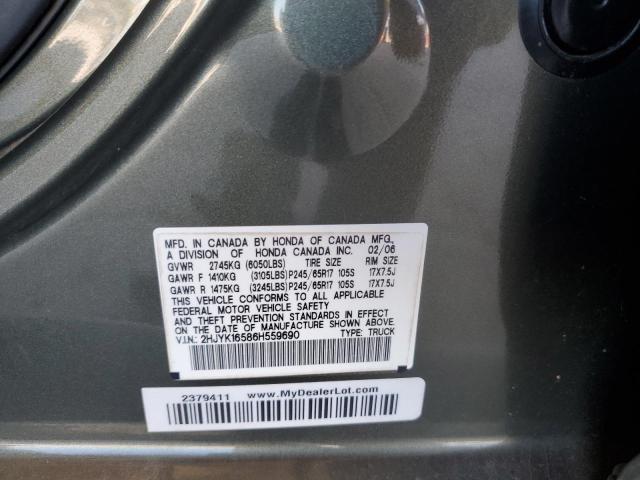 MFD. IN CANADA BY HONDA OF CANADA MFG.,
A DIVISION OF HONDA CANADA INC. 02/06
GVWR 2745KG (6050LBS) TIRE SIZE RIM SIZE
GAWR F 1410KG (3105LBS)P245/65R17 105S 17X7.5J
GAWR R 1475KG (3245LBS)P245/65R17 105S 17X7.5J
THIS VEHICLE CONFORMS TO ALL APPLICABLE
FEDERAL MOTOR VEHICLE SAFETY
AND THEFT PREVENTION STANDARDS IN EFFECT
ON THE DATE OF MANUFACTURE SHOWN ABOVE.
V.I.N.: 2HJYK16586H559690 TYPE: TRUCK
2379411 www.MyDealerLot.com